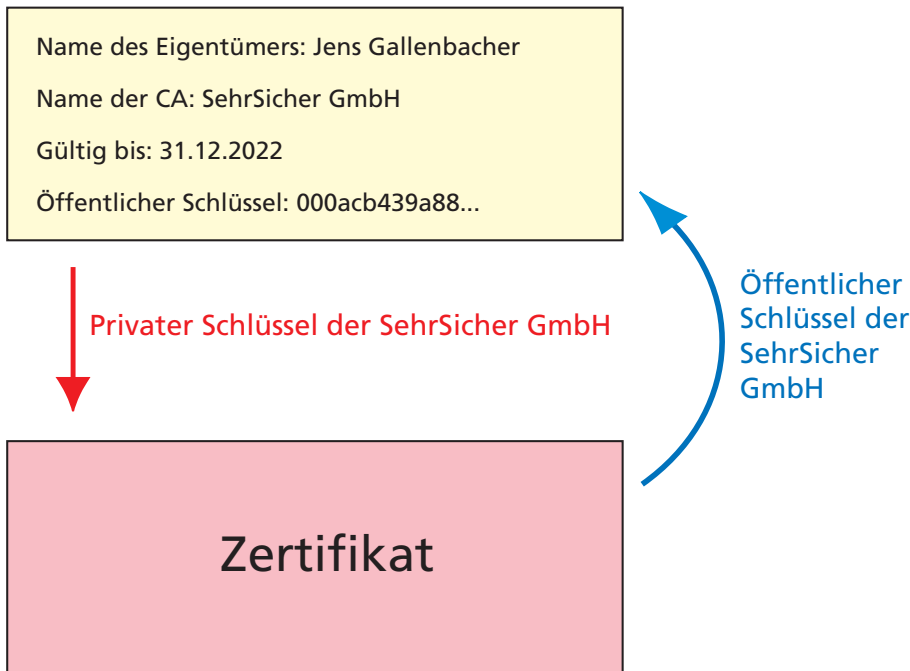 Name des Eigentümers: Jens Gallenbacher
Name der CA: SehrSicher GmbH
Gültig bis: 31.12.2022
Öffentlicher Schlüssel: 000acb439a88...
Privater Schlüssel der SehrSicher GmbH
Öffentlicher
Schlüssel der
SehrSicher
GmbH
Zertifikat